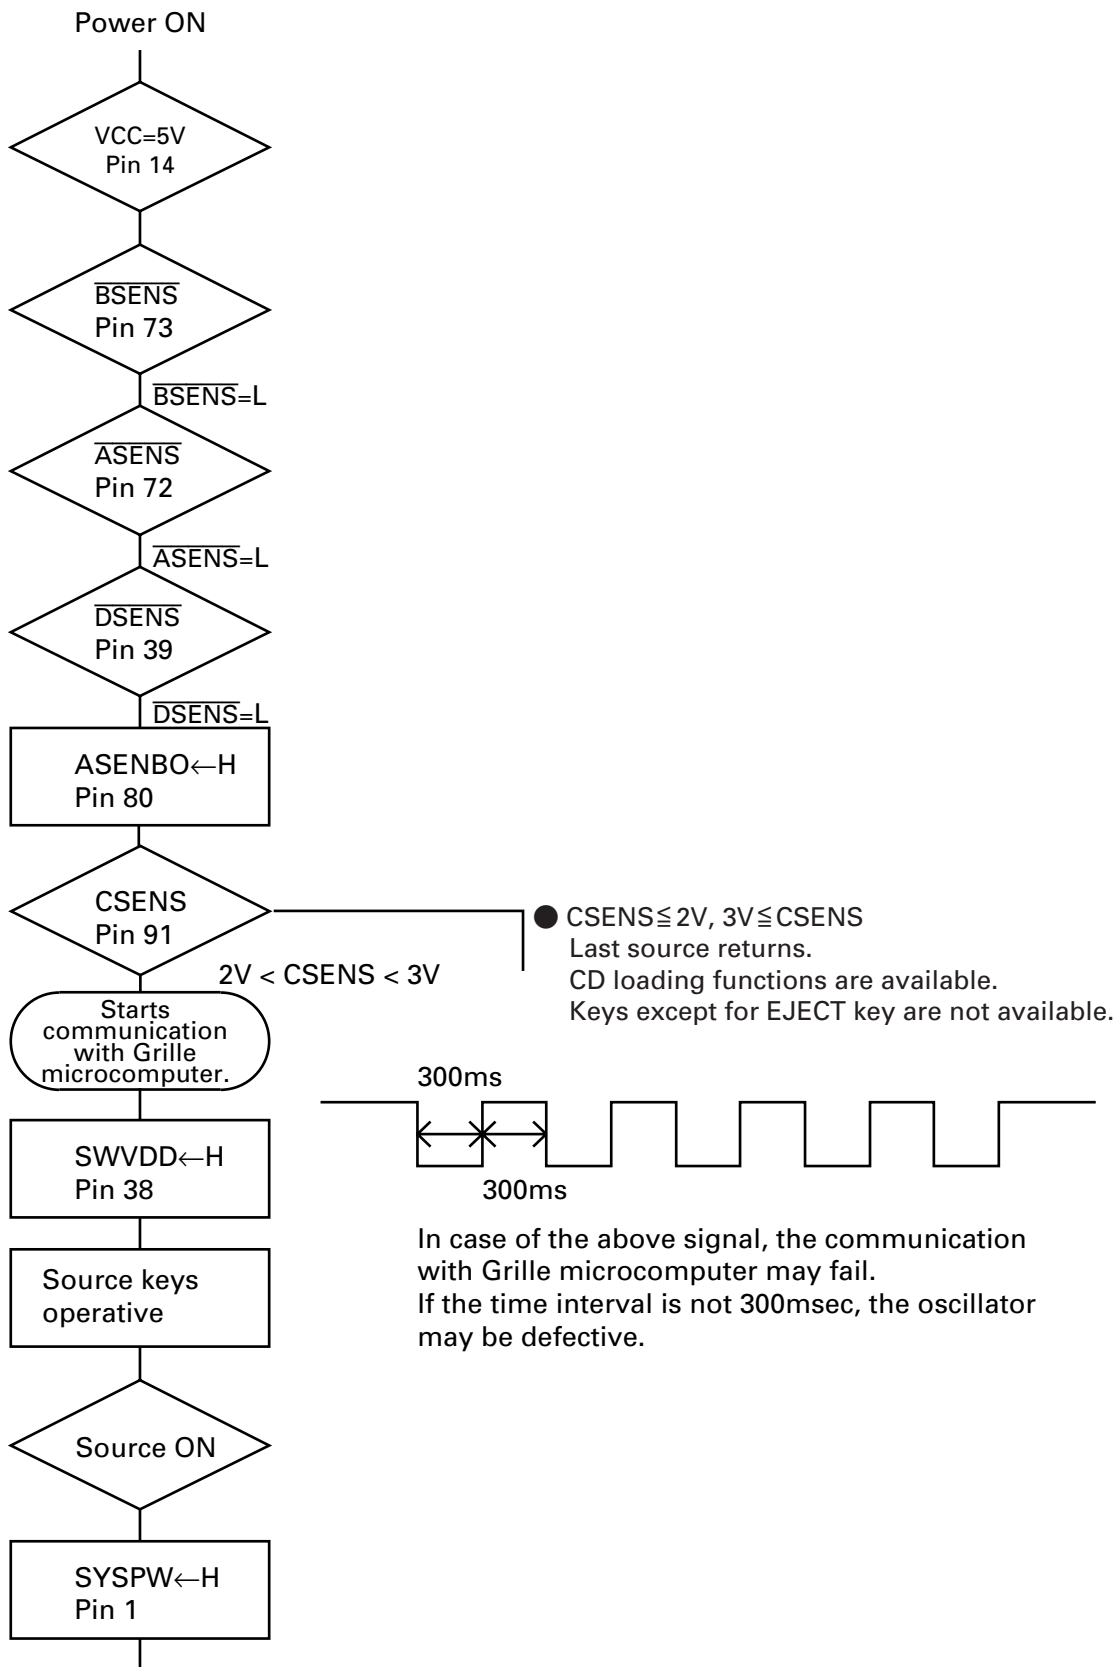 Power ON
VCC=5V
Pin 14
BSENS
Pin 73
BSENS=L
ASENS
Pin 72
ASENS=L
DSENS
Pin 39
DSENS=L
ASENBO←H
Pin 80
CSENS
Pin 91
2V < CSENS < 3V
● CSENS≦2V, 3V≦CSENS
Last source returns.
CD loading functions are available.
Keys except for EJECT key are not available.
Starts
communication
with Grille
microcomputer.
300ms
300ms
SWVDD←H
Pin 38
In case of the above signal, the communication
with Grille microcomputer may fail.
If the time interval is not 300msec, the oscillator
may be defective.
Source keys
operative
Source ON
SYSPW←H
Pin 1